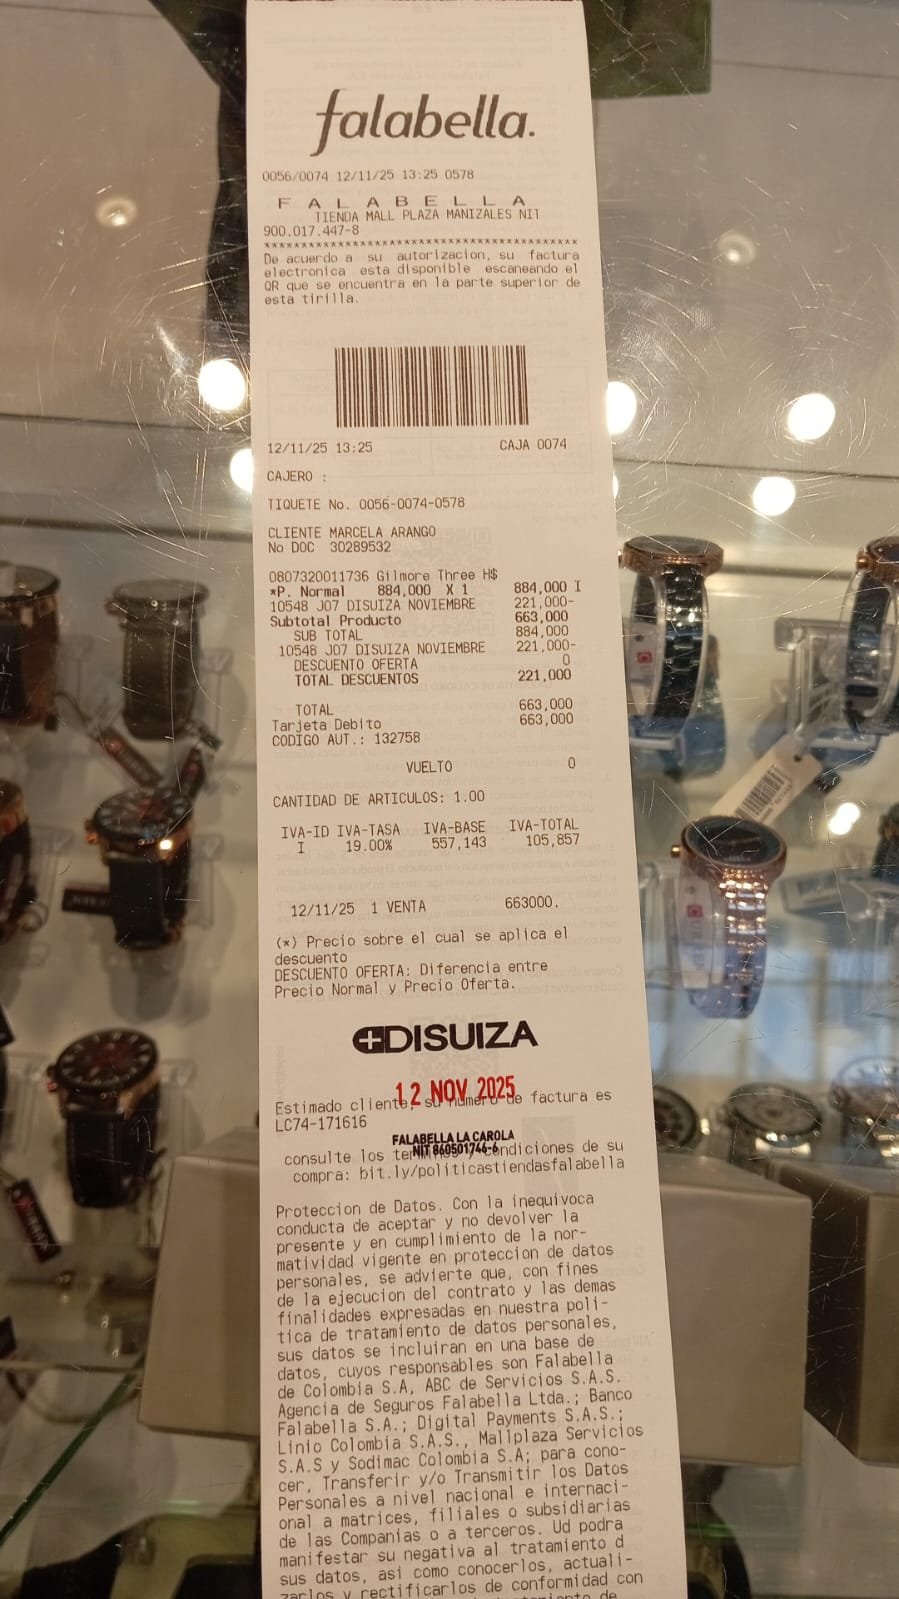 falabella.
0056/0074 12/11/25 13:25 0578
F A L A B E L L A
TIENDA MALL PLAZA MANIZALES NIT
900.017.447-8
****************************************
De acuerdo a su autorizacion, su factura
electronica esta disponible escaneando el
QR que se encuentra en la parte superior de
esta tirilla.
12/11/25 13:25 CAJA 0074
CAJERO :
TIQUETE No. 0056-0074-0578
CLIENTE MARCELA ARANGO
No DOC 30289532
0807320011736 Gilmore Three H$
*P. Normal 884,000 X 1 884,000 I
10548 J07 DISUIZA NOVIEMBRE 221,000-
Subtotal Producto 663,000
SUB TOTAL 884,000
10548 J07 DISUIZA NOVIEMBRE 221,000-
DESCUENTO OFERTA 0
TOTAL DESCUENTOS 221,000
TOTAL 663,000
Tarjeta Debito 663,000
CODIGO AUT.: 132758
VUELTO 0
CANTIDAD DE ARTICULOS: 1.00
IVA-ID IVA-TASA IVA-BASE IVA-TOTAL
I 19.00% 557,143 105,857
12/11/25 1 VENTA 663000.
(*) Precio sobre el cual se aplica el
descuento
DESCUENTO OFERTA: Diferencia entre
Precio Normal y Precio Oferta.
DISUIZA
12 NOV 2025
Estimado cliente, su numero de factura es
LC74-171616
FALABELLA LA CAROLA
NIT 860501746-6
consulte los terminos y condiciones de su
compra: bit.ly/politicastiendasfalabella
Proteccion de Datos. Con la inequivoca
conducta de aceptar y no devolver la
presente y en cumplimiento de la nor-
matividad vigente en proteccion de datos
personales, se advierte que, con fines
de la ejecucion del contrato y las demas
finalidades expresadas en nuestra poli-
tica de tratamiento de datos personales,
sus datos se incluiran en una base de
datos, cuyos responsables son Falabella
de Colombia S.A, ABC de Servicios S.A.S.
Agencia de Seguros Falabella Ltda.; Banco
Falabella S.A.; Digital Payments S.A.S.;
Linio Colombia S.A.S., Mallplaza Servicios
S.A.S y Sodimac Colombia S.A; para cono-
cer, Transferir y/o Transmitir los Datos
Personales a nivel nacional e internaci-
onal a matrices, filiales o subsidiarias
de las Companias o a terceros. Ud podra
manifestar su negativa al tratamiento d
sus datos, asi como conocerlos, actuali-
zarlos y rectificarlos de conformidad con